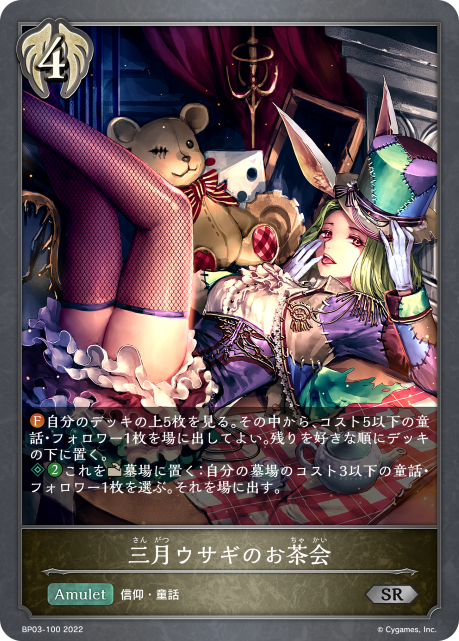 4
Ⓕ自分のデッキの上5枚を見る。その中から、コスト5以下の童
話・フォロワー1枚を場に出してよい。残りを好きな順にデッキ
の下に置く。
②これを墓場に置く：自分の墓場のコスト3以下の童話・
フォロワー1枚を選ぶ。それを場に出す。
さん がつ ちゃ かい
三月ウサギのお茶会
Amulet 信仰・童話
SR
BP03-100 2022
© Cygames, Inc.